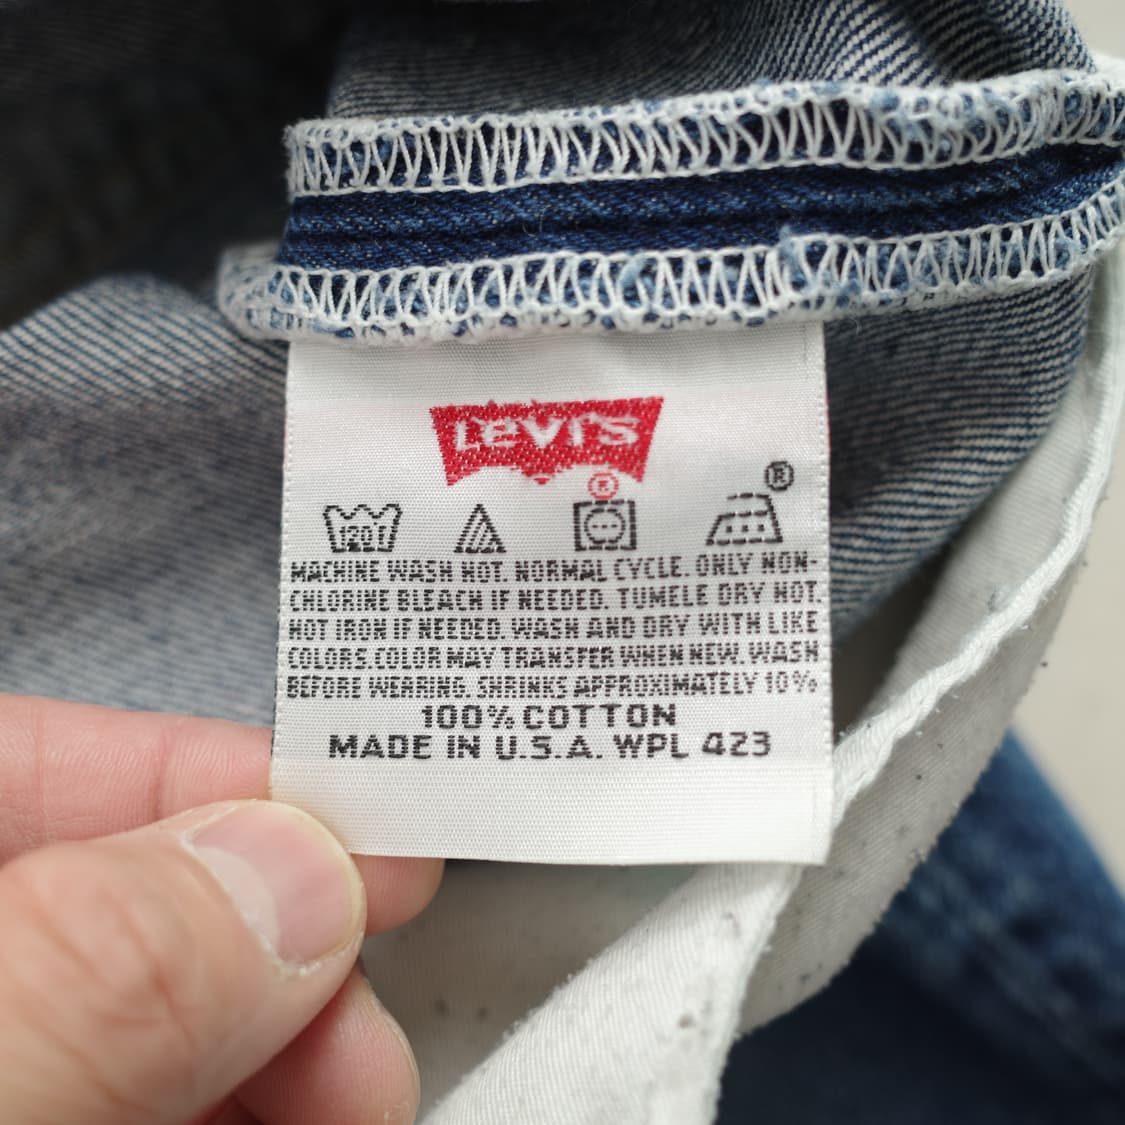 Levi's
®
®
120F
MACHINE WASH HOT. NORMAL CYCLE. ONLY NON-
CHLORINE BLEACH IF NEEDED. TUMBLE DRY HOT.
HOT IRON IF NEEDED. WASH AND DRY WITH LIKE
COLORS.COLOR MAY TRANSFER WHEN NEW. WASH
BEFORE WEARING. SHRINKS APPROXIMATELY 10%
100% COTTON
MADE IN U.S.A. WPL 423